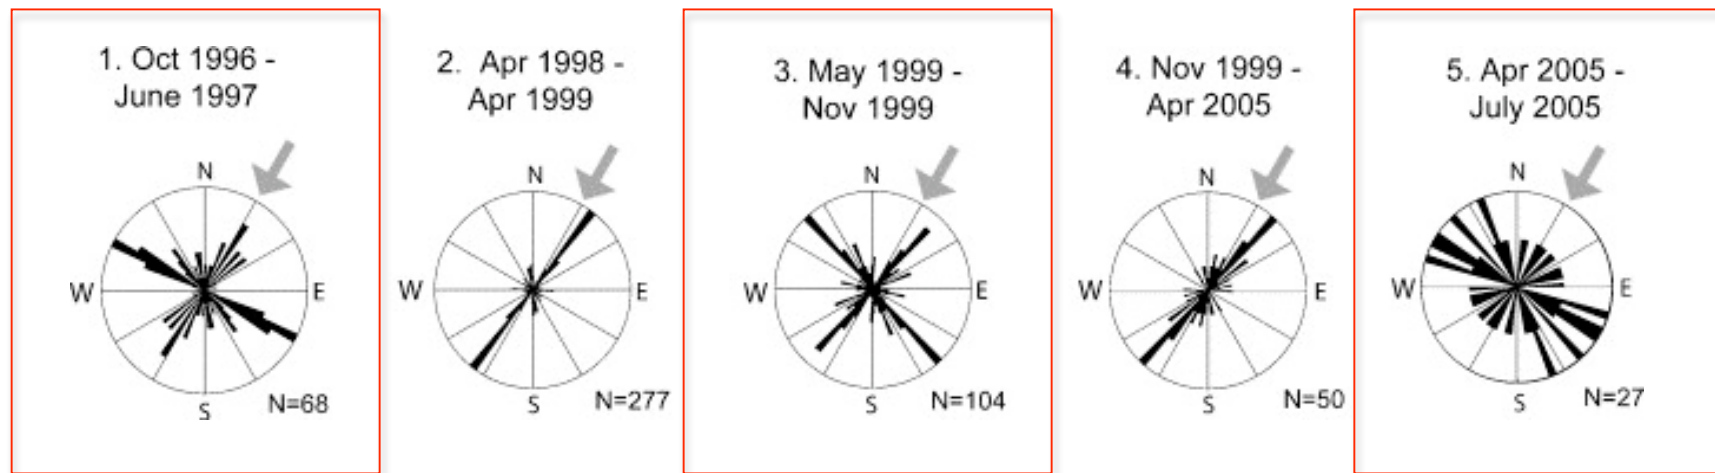 1. Oct 1996 -
June 1997
N
W
E
S
N=68
2. Apr 1998 -
Apr 1999
N
W
E
S
N=277
3. May 1999 -
Nov 1999
N
W
E
S
N=104
4. Nov 1999 -
Apr 2005
N
W
E
S
N=50
5. Apr 2005 -
July 2005
N
W
E
S
N=27